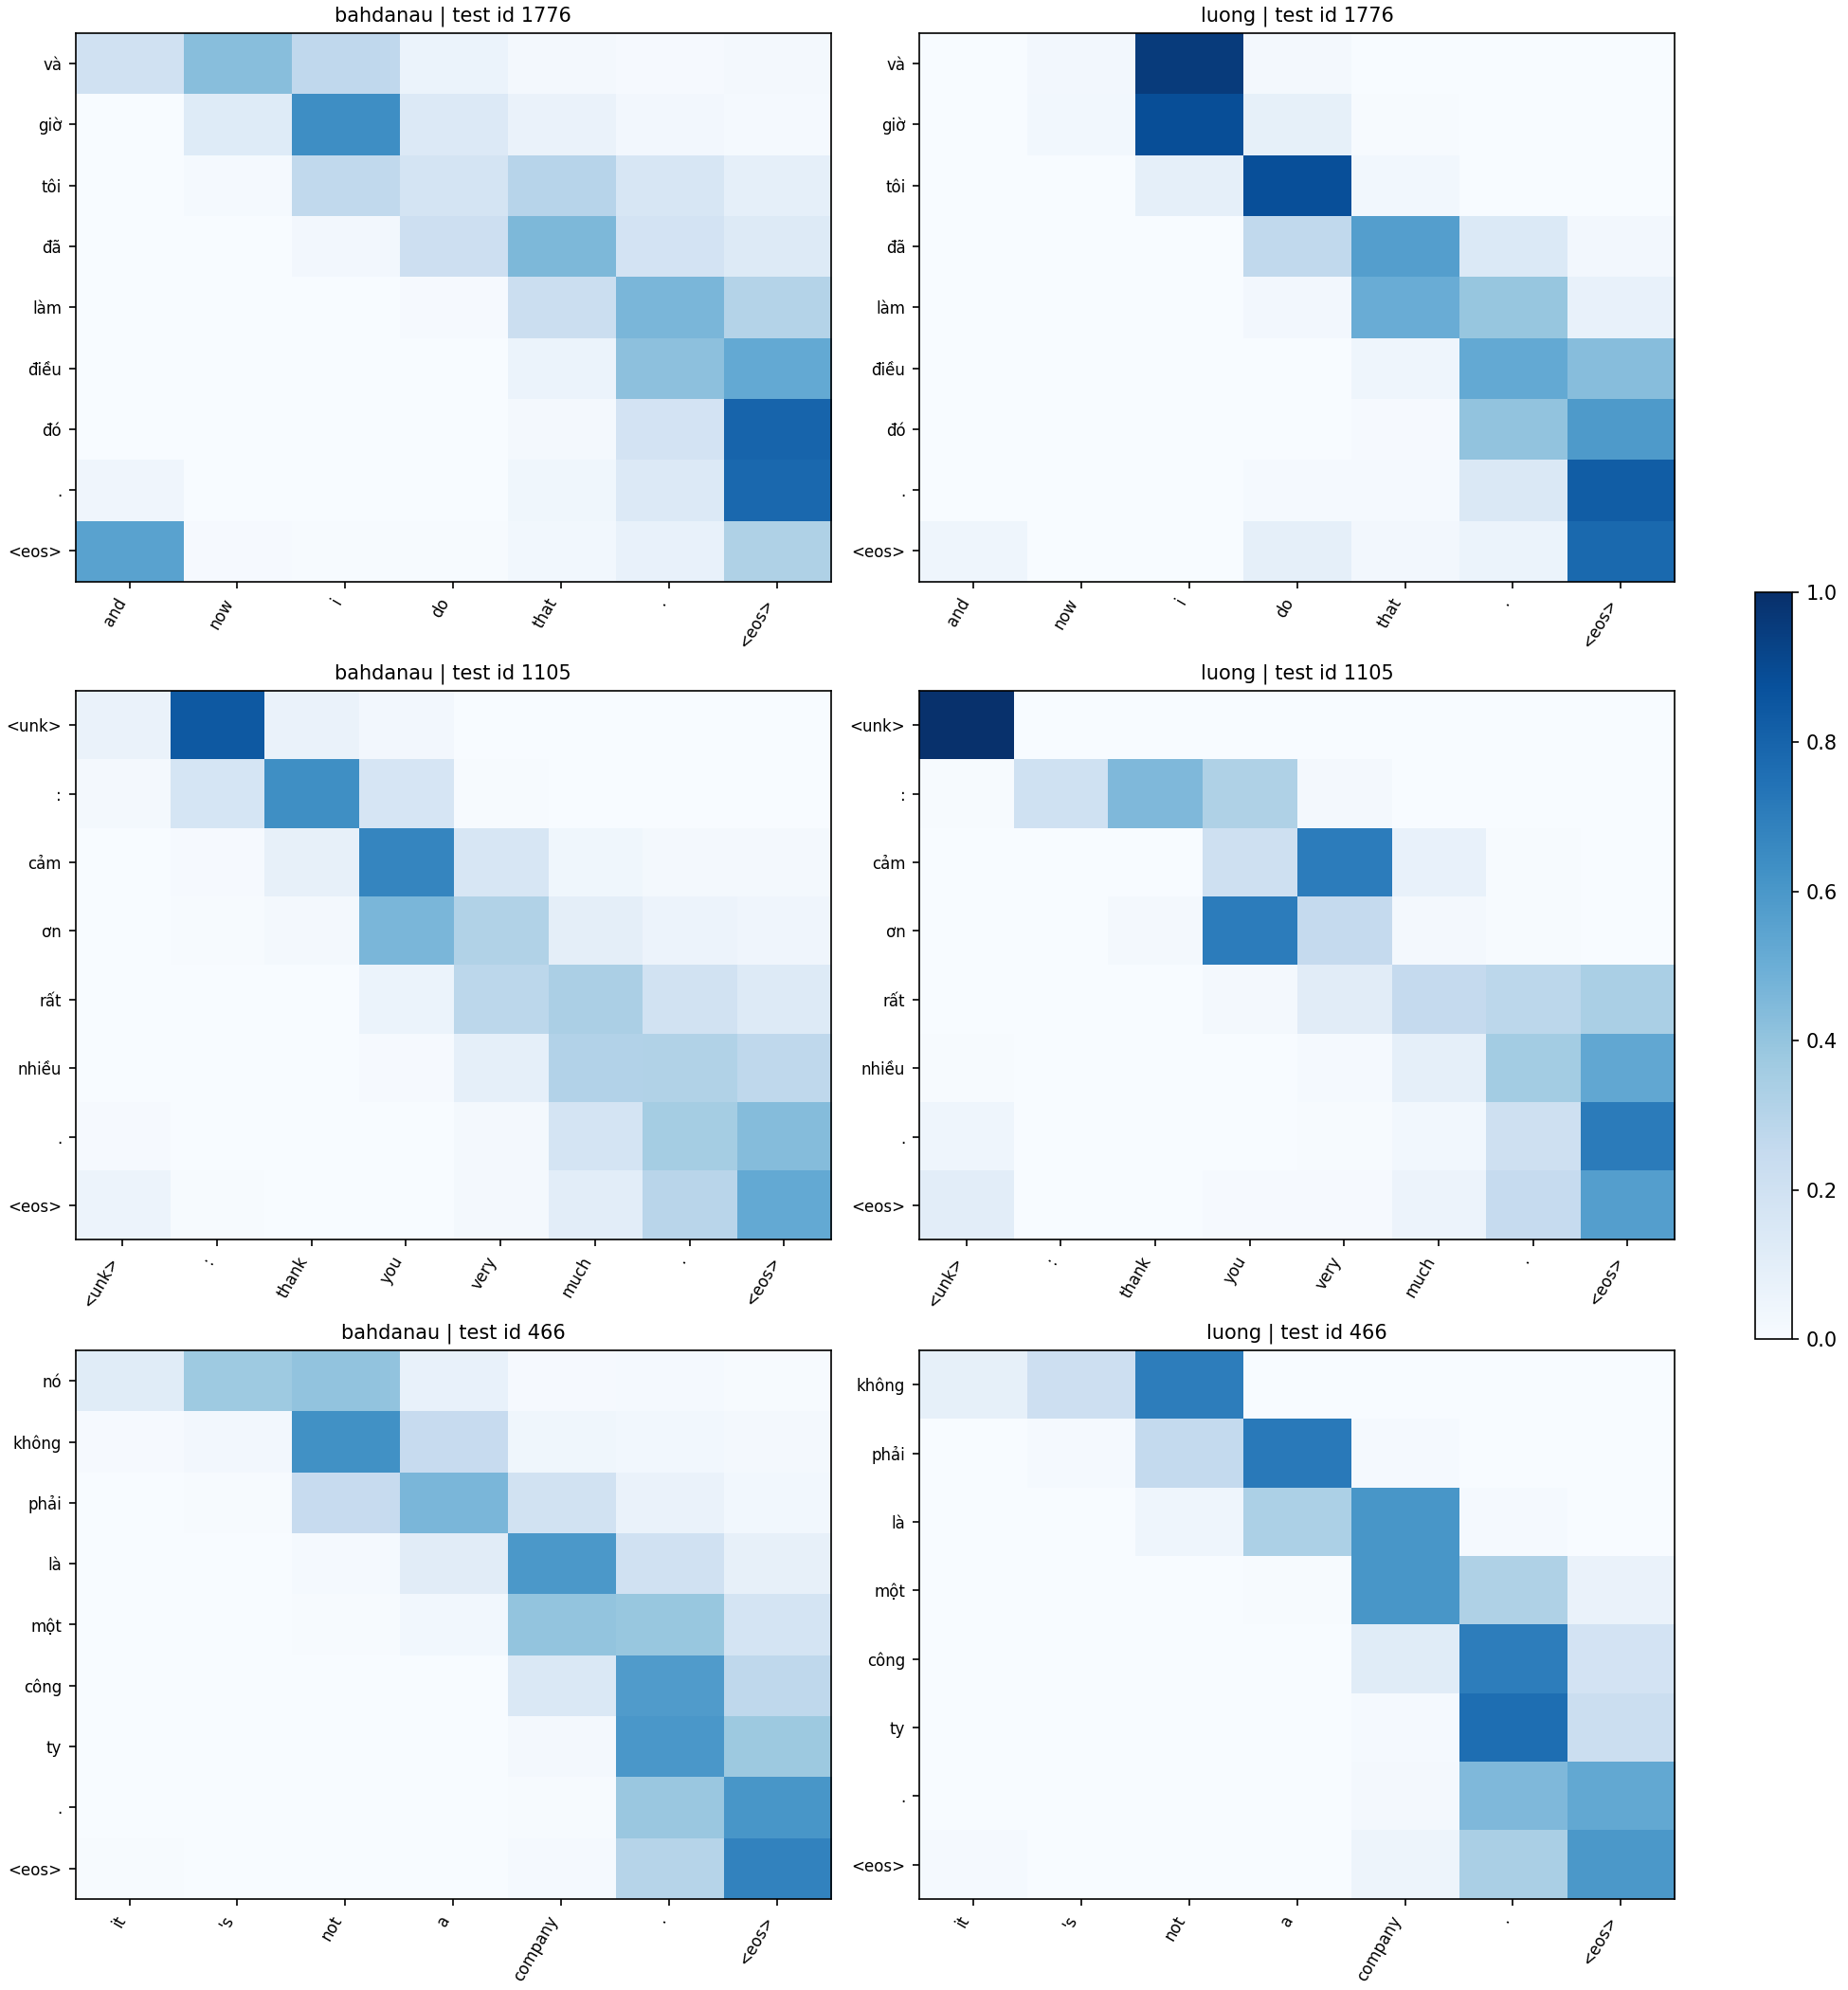 bahdanau | test id 1776
và
giờ
tôi
đã
làm
điều
đó
.
<eos>
and now i do that . <eos>
luong | test id 1776
và
giờ
tôi
đã
làm
điều
đó
.
<eos>
and now i do that . <eos>
bahdanau | test id 1105
<unk>
:
cảm
ơn
rất
nhiều
.
<eos>
<unk> : thank you very much . <eos>
luong | test id 1105
<unk>
:
cảm
ơn
rất
nhiều
.
<eos>
<unk> : thank you very much . <eos>
bahdanau | test id 466
nó
không
phải
là
một
công
ty
.
<eos>
it 's not a company . <eos>
luong | test id 466
không
phải
là
một
công
ty
.
<eos>
it 's not a company . <eos>
1.0
0.8
0.6
0.4
0.2
0.0